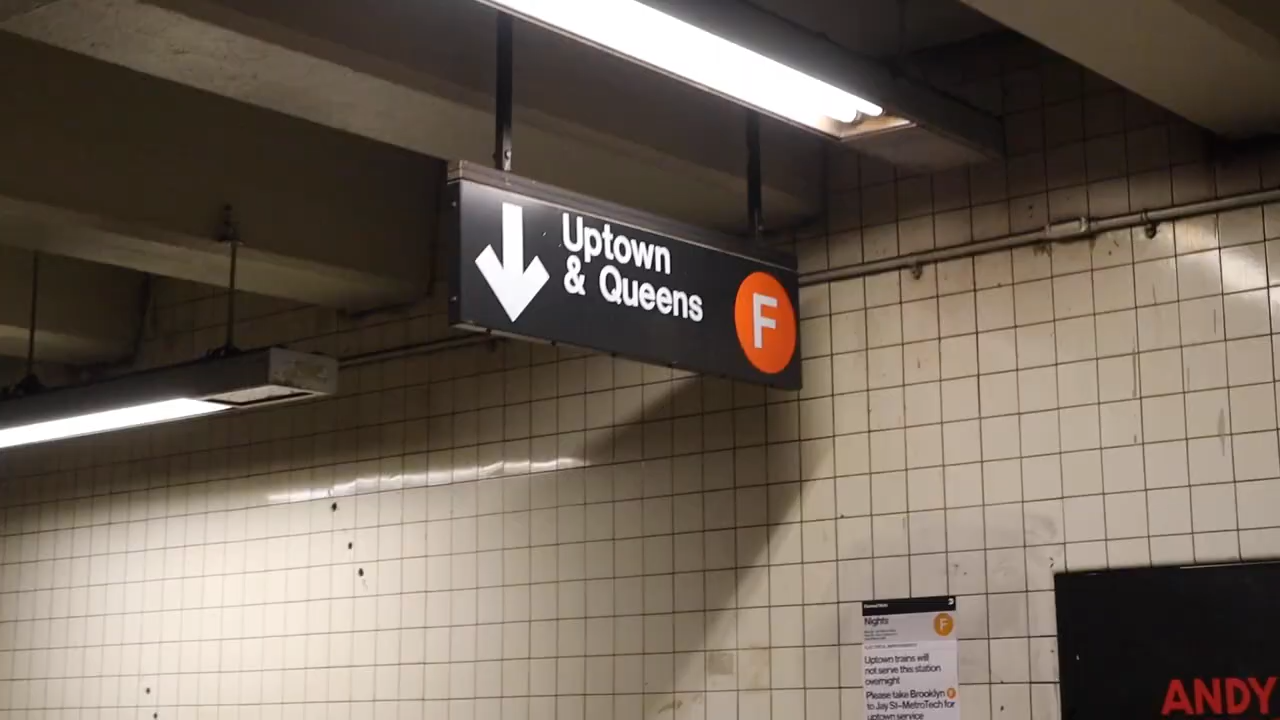 Uptown
& Queens
F
Nights
F
Uptown trains will
not serve this station
overnight
Please take Brooklyn F
to Jay St-MetroTech for
uptown service
ANDY